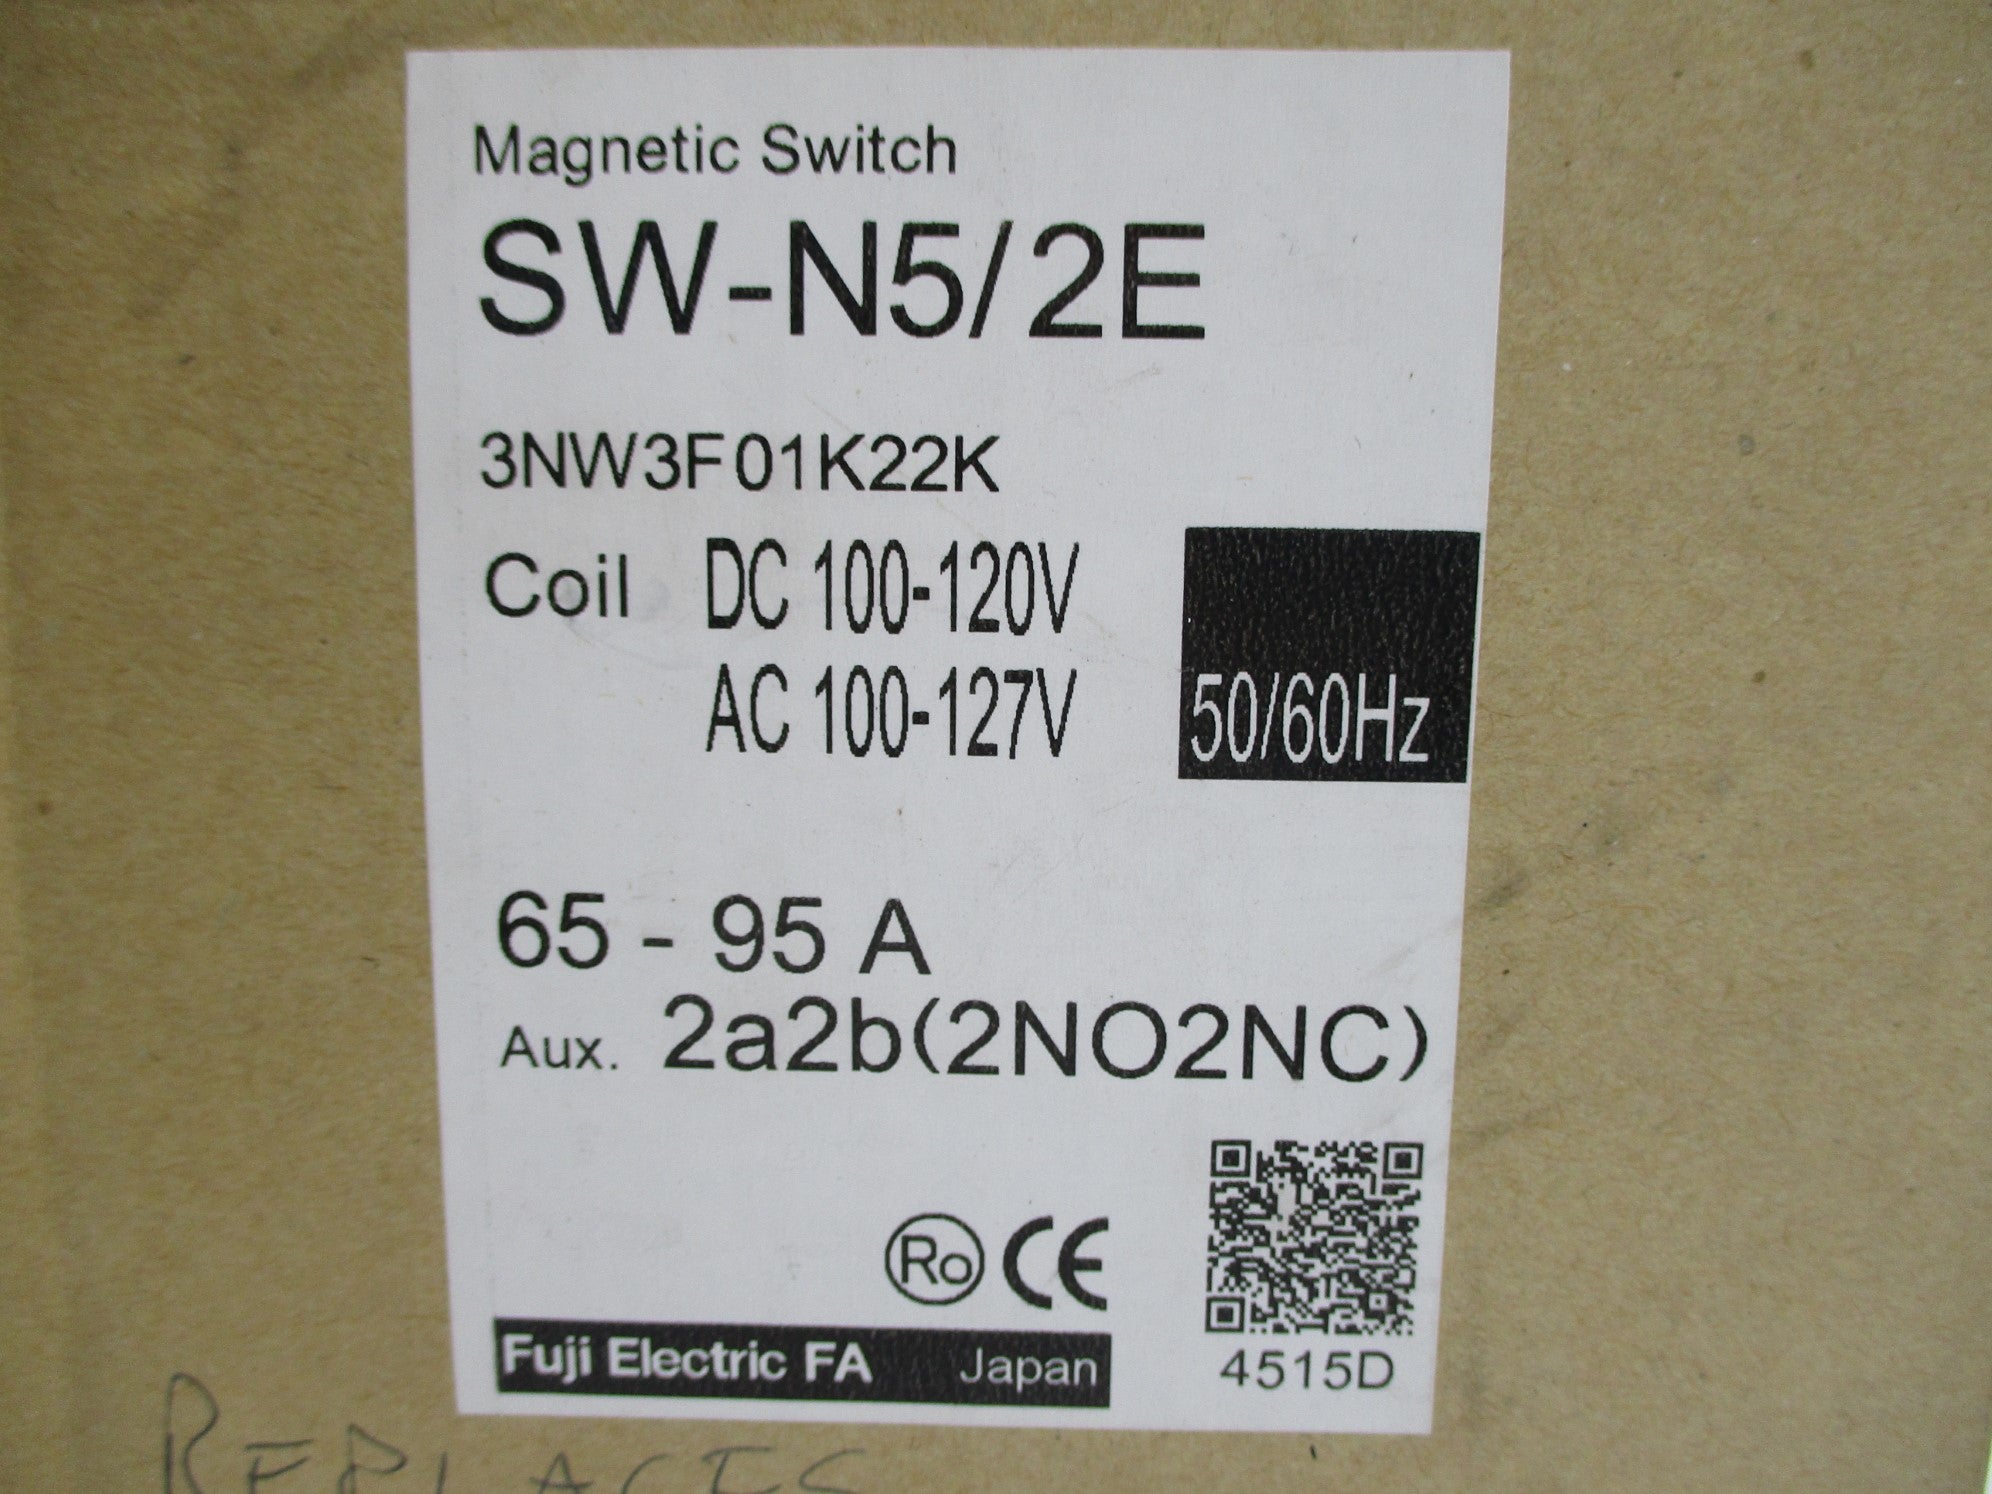 Magnetic Switch
SW-N5/2E
3NW3F01K22K
Coil DC 100-120V
AC 100-127V 50/60Hz
65 - 95 A
Aux. 2a2b(2NO2NC)
Ro CE
Fuji Electric FA Japan
4515D
REPLACES